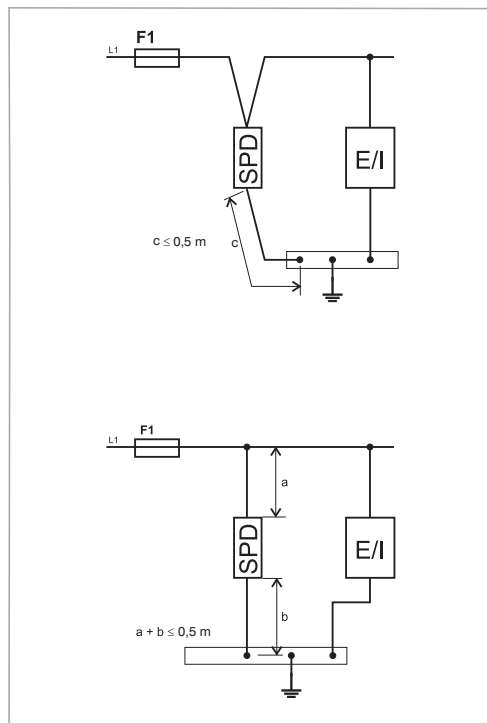 F1
L1
SPD
E/I
c ≤ 0,5 m
c
F1
L1
a
SPD
E/I
b
a + b ≤ 0,5 m